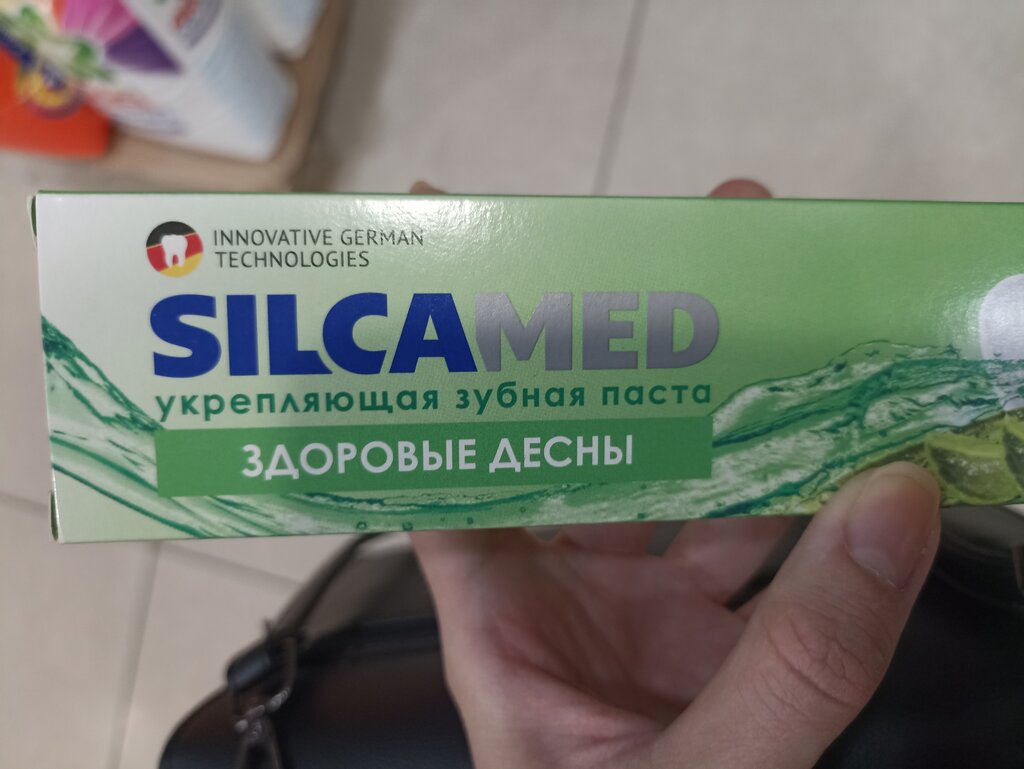 INNOVATIVE GERMAN
TECHNOLOGIES
SILCAMED
укрепляющая зубная паста
ЗДОРОВЫЕ ДЕСНЫ